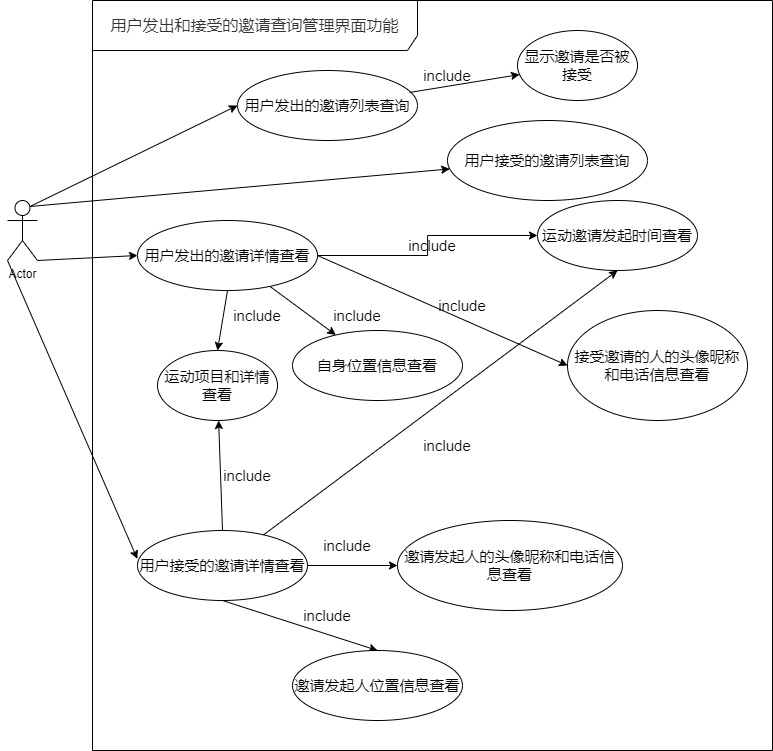 用户发出和接受的邀请查询管理界面功能
显示邀请是否被
接受
include
用户发出的邀请列表查询
用户接受的邀请列表查询
Actor
用户发出的邀请详情查看
include
运动邀请发起时间查看
include
include
include
自身位置信息查看
接受邀请的人的头像昵称
和电话信息查看
运动项目和详情
查看
include
include
用户接受的邀请详情查看
include
邀请发起人的头像昵称和电话信
息查看
include
邀请发起人位置信息查看